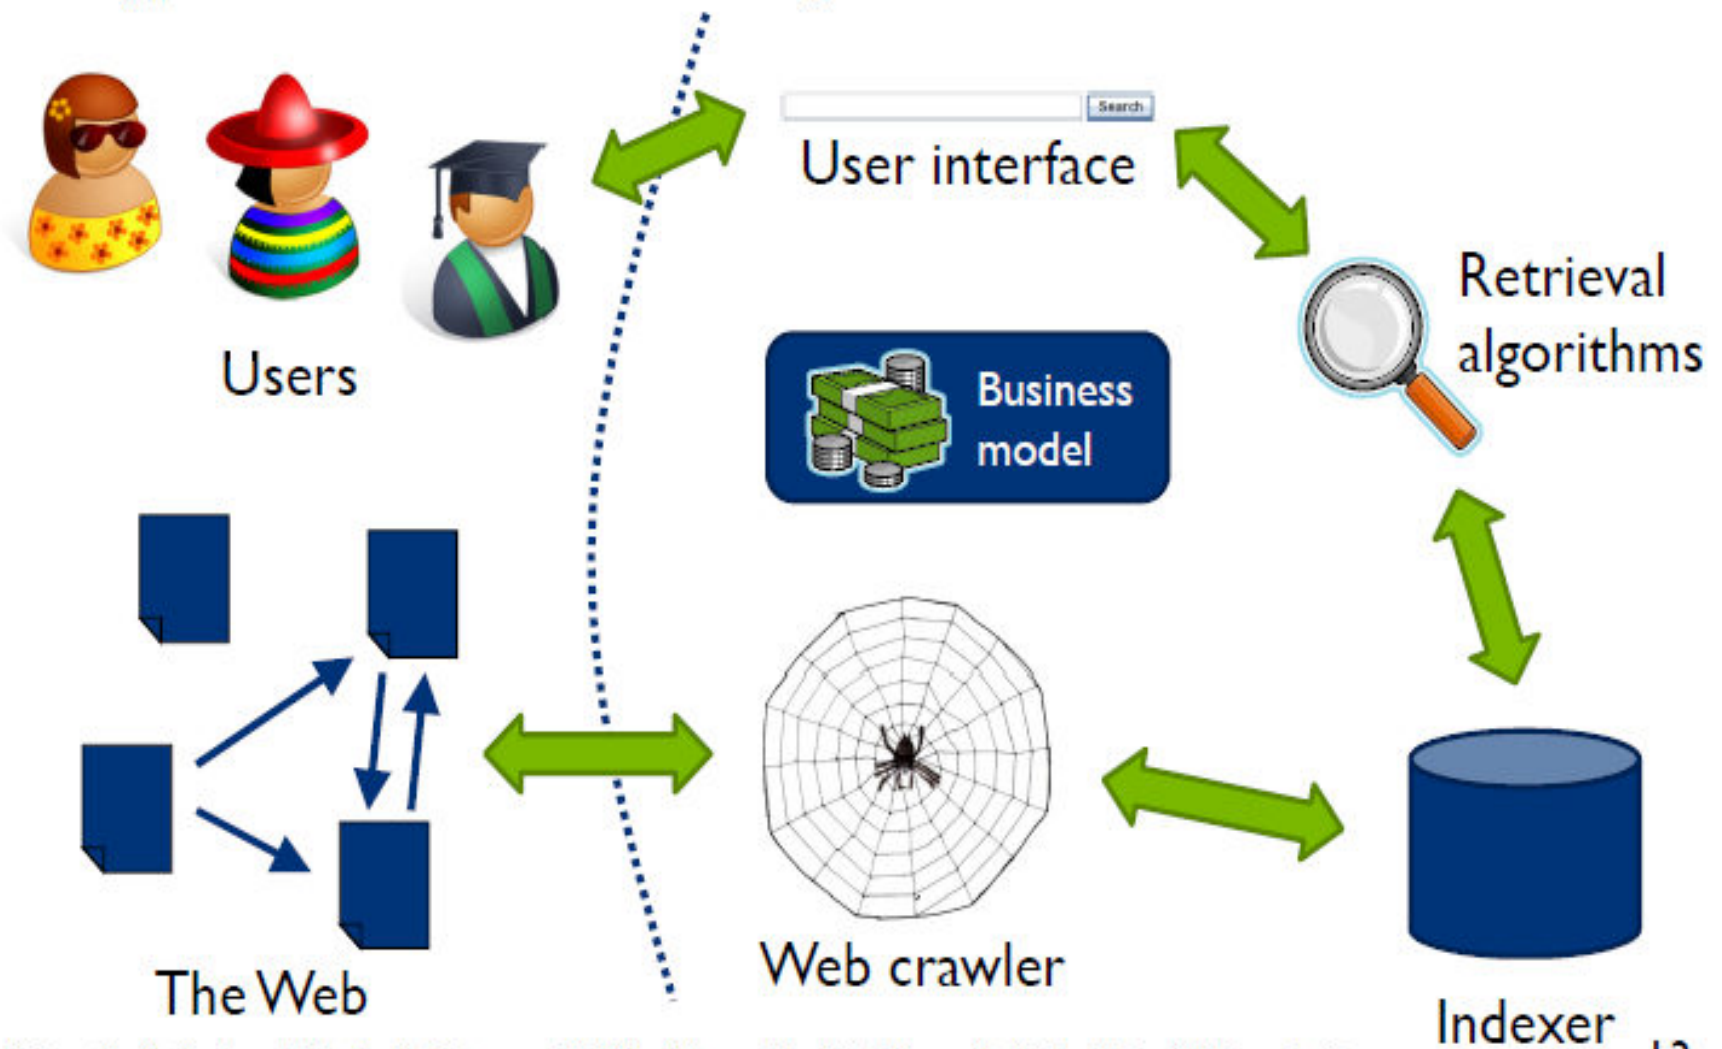 Search
User interface
Users
Retrieval
algorithms
Business
model
The Web
Web crawler
Indexer